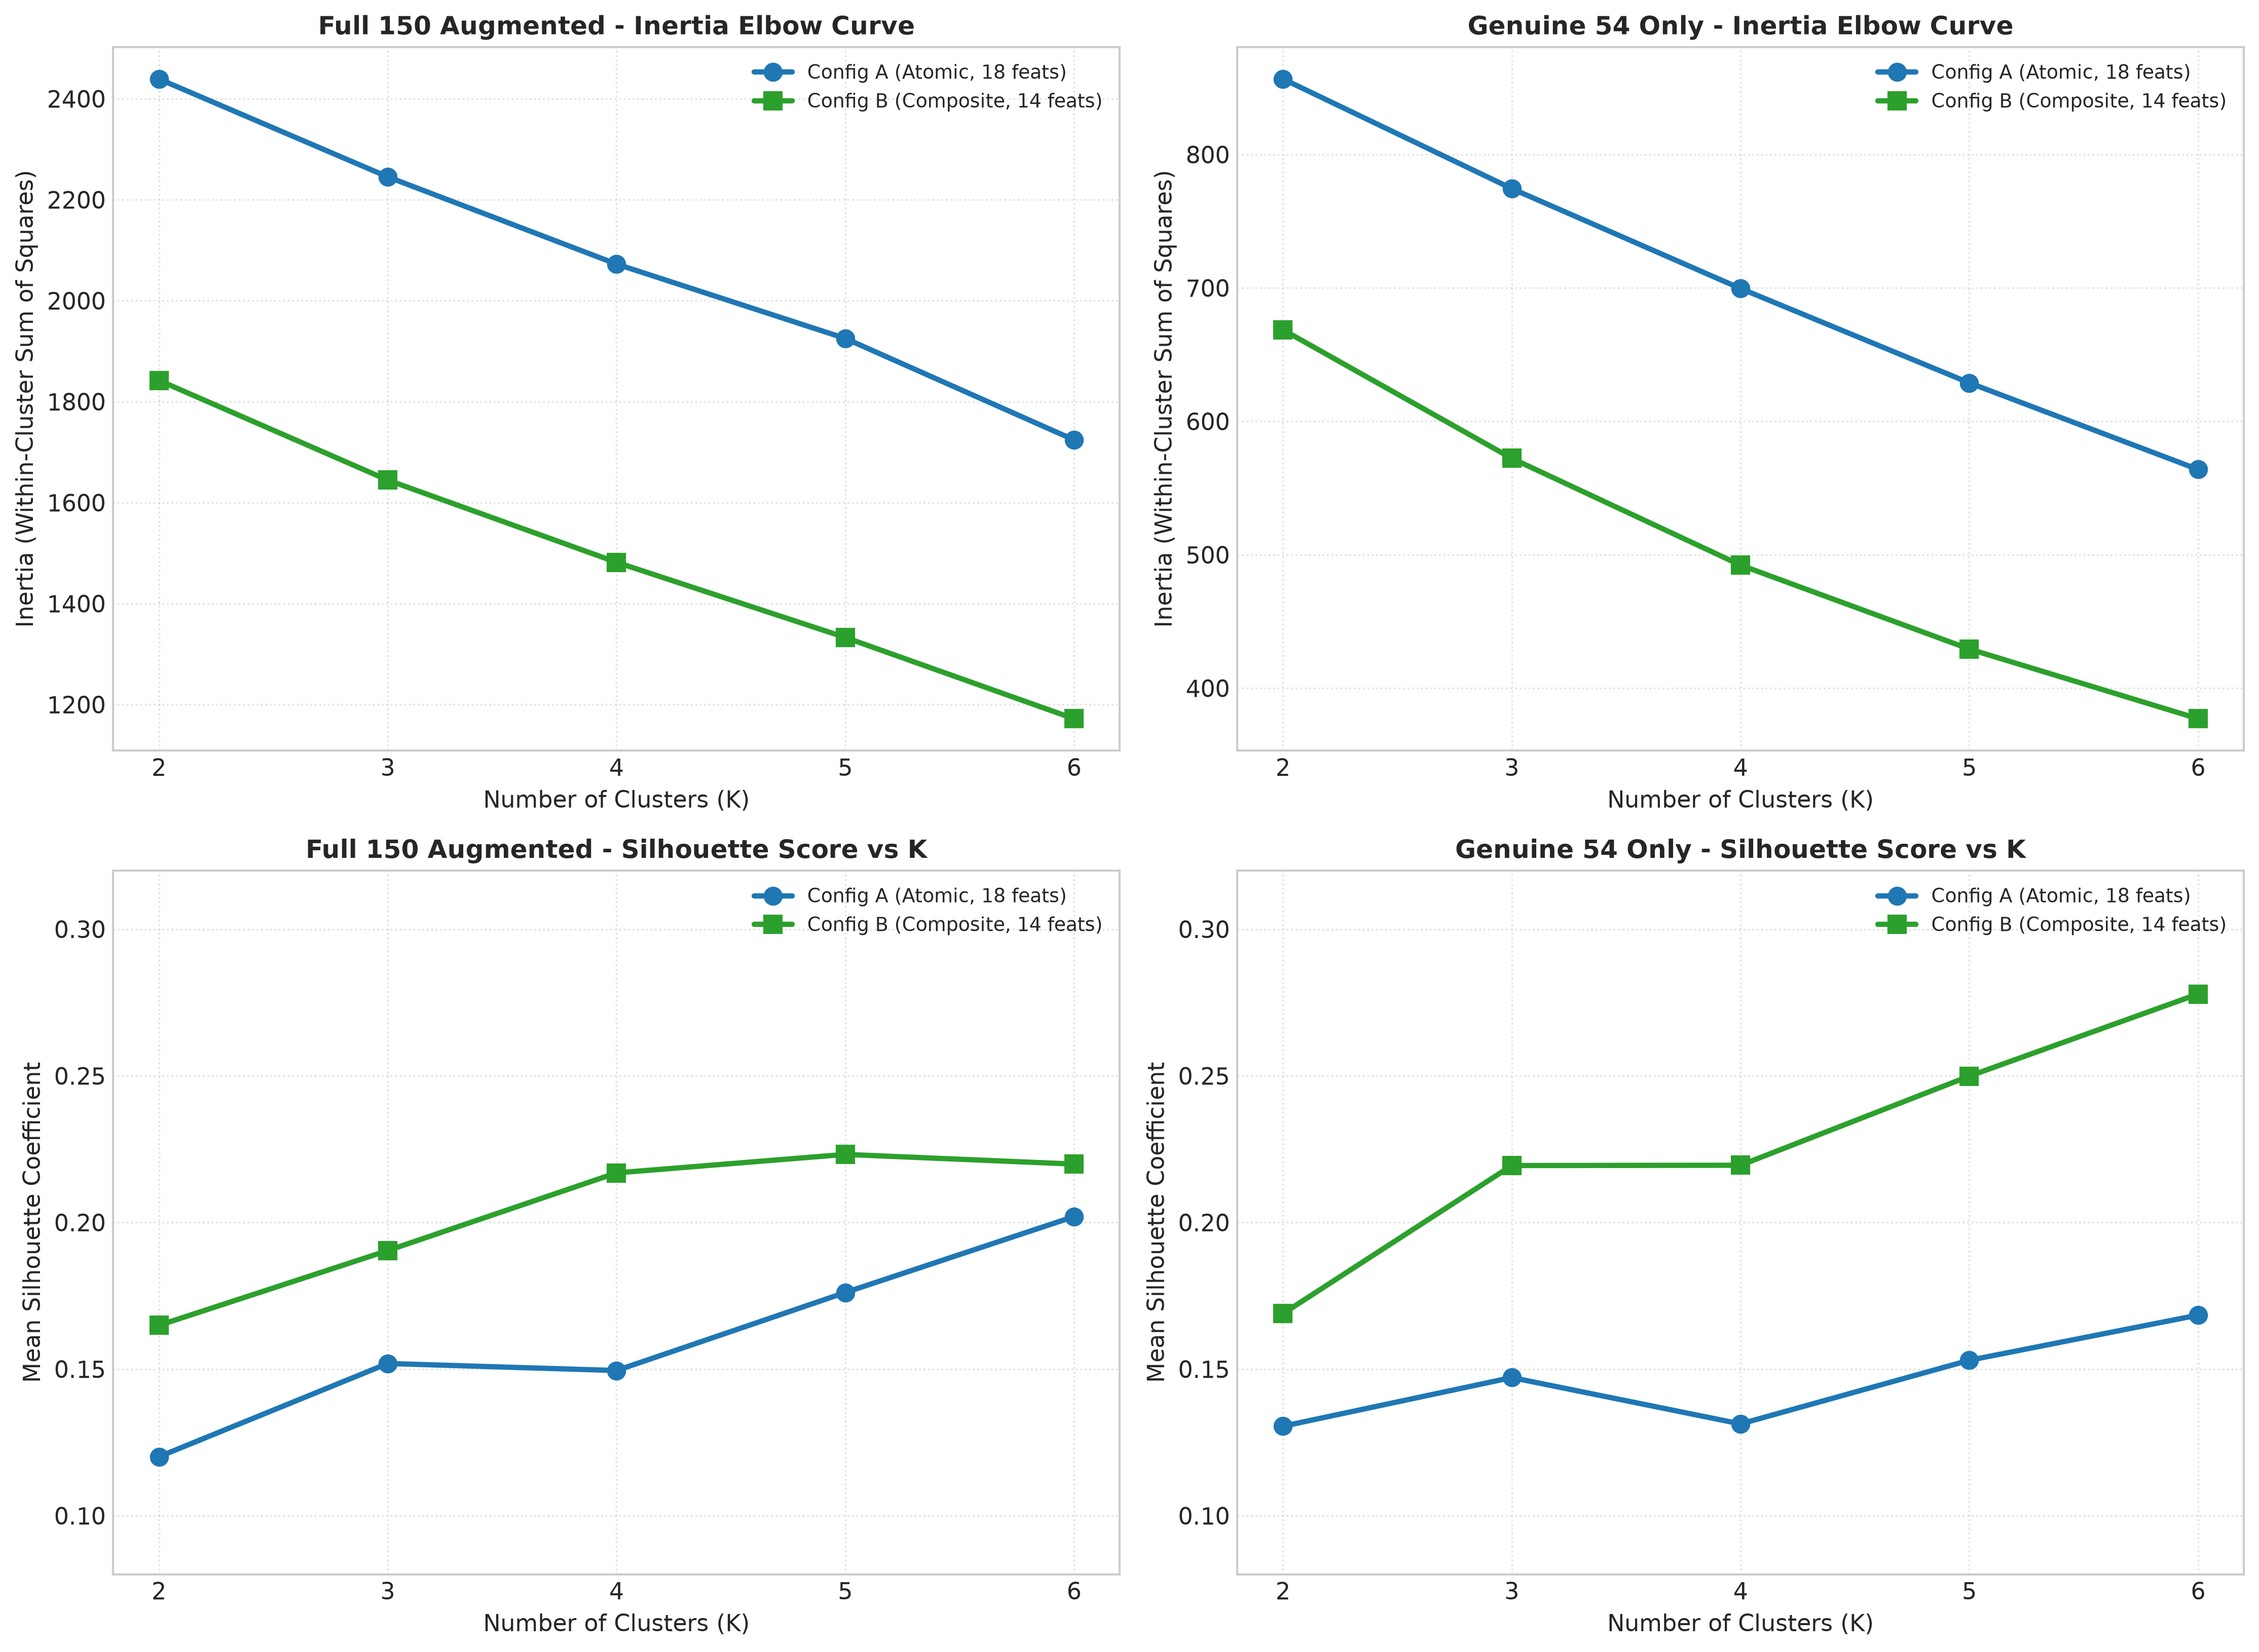 Full 150 Augmented - Inertia Elbow Curve
Inertia (Within-Cluster Sum of Squares)
2400
2200
2000
1800
1600
1400
1200
Config A (Atomic, 18 feats)
Config B (Composite, 14 feats)
2 3 4 5 6
Number of Clusters (K)
Genuine 54 Only - Inertia Elbow Curve
Inertia (Within-Cluster Sum of Squares)
800
700
600
500
400
Config A (Atomic, 18 feats)
Config B (Composite, 14 feats)
2 3 4 5 6
Number of Clusters (K)
Full 150 Augmented - Silhouette Score vs K
Mean Silhouette Coefficient
0.30
0.25
0.20
0.15
0.10
Config A (Atomic, 18 feats)
Config B (Composite, 14 feats)
2 3 4 5 6
Number of Clusters (K)
Genuine 54 Only - Silhouette Score vs K
Mean Silhouette Coefficient
0.30
0.25
0.20
0.15
0.10
Config A (Atomic, 18 feats)
Config B (Composite, 14 feats)
2 3 4 5 6
Number of Clusters (K)